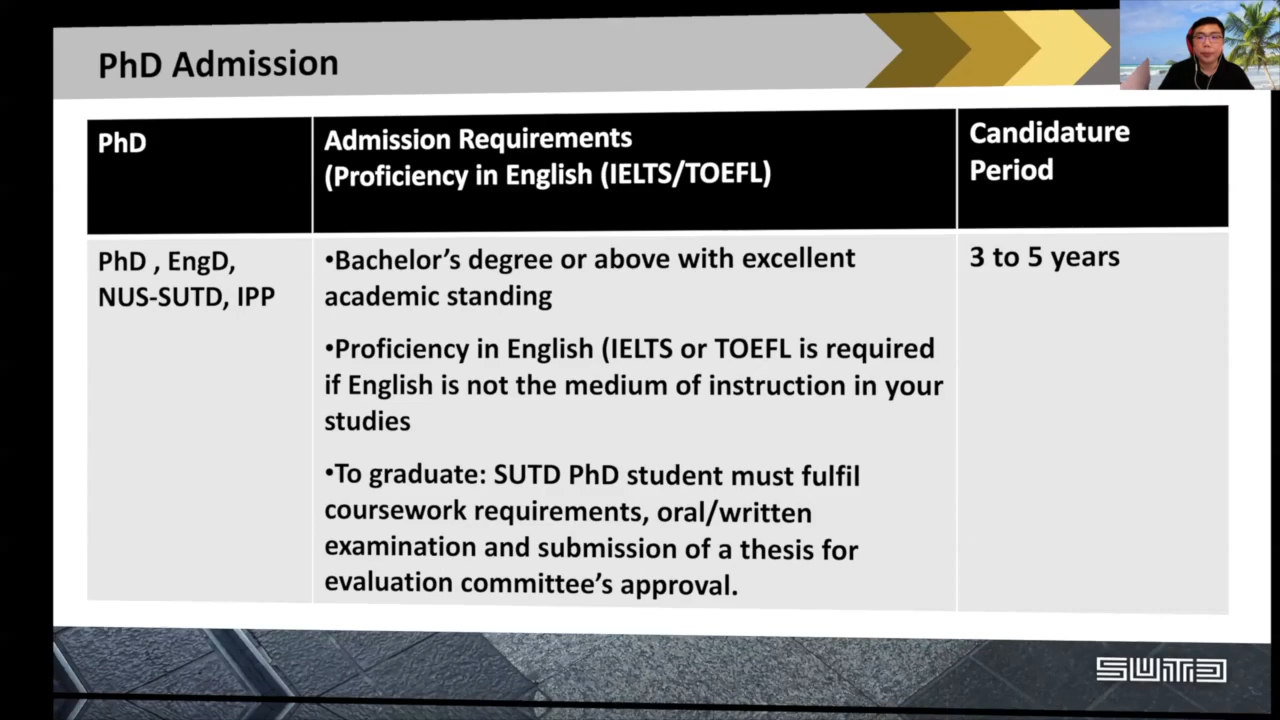 PhD Admission
PhD
Admission Requirements
(Proficiency in English (IELTS/TOEFL)
Candidature
Period
PhD , EngD,
NUS-SUTD, IPP
•Bachelor's degree or above with excellent
academic standing
•Proficiency in English (IELTS or TOEFL is required
if English is not the medium of instruction in your
studies
•To graduate: SUTD PhD student must fulfil
coursework requirements, oral/written
examination and submission of a thesis for
evaluation committee's approval.
3 to 5 years
SUTD